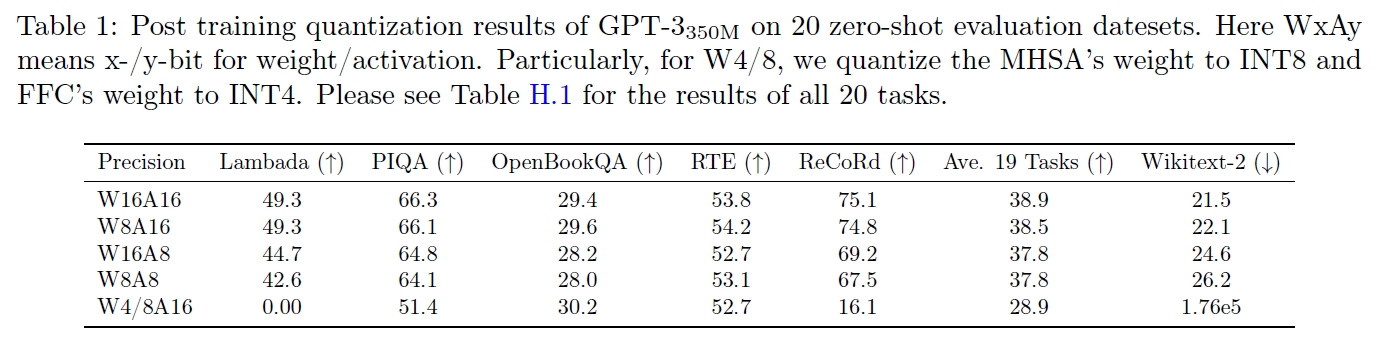 Table 1: Post training quantization results of GPT-3350M on 20 zero-shot evaluation datesets. Here WxAy
means x-/y-bit for weight/activation. Particularly, for W4/8, we quantize the MHSA's weight to INT8 and
FFC's weight to INT4. Please see Table H.1 for the results of all 20 tasks.
Precision Lambada (↑) PIQA (↑) OpenBookQA (↑) RTE (↑) ReCoRd (↑) Ave. 19 Tasks (↑) Wikitext-2 (↓)
W16A16 49.3 66.3 29.4 53.8 75.1 38.9 21.5
W8A16 49.3 66.1 29.6 54.2 74.8 38.5 22.1
W16A8 44.7 64.8 28.2 52.7 69.2 37.8 24.6
W8A8 42.6 64.1 28.0 53.1 67.5 37.8 26.2
W4/8A16 0.00 51.4 30.2 52.7 16.1 28.9 1.76e5